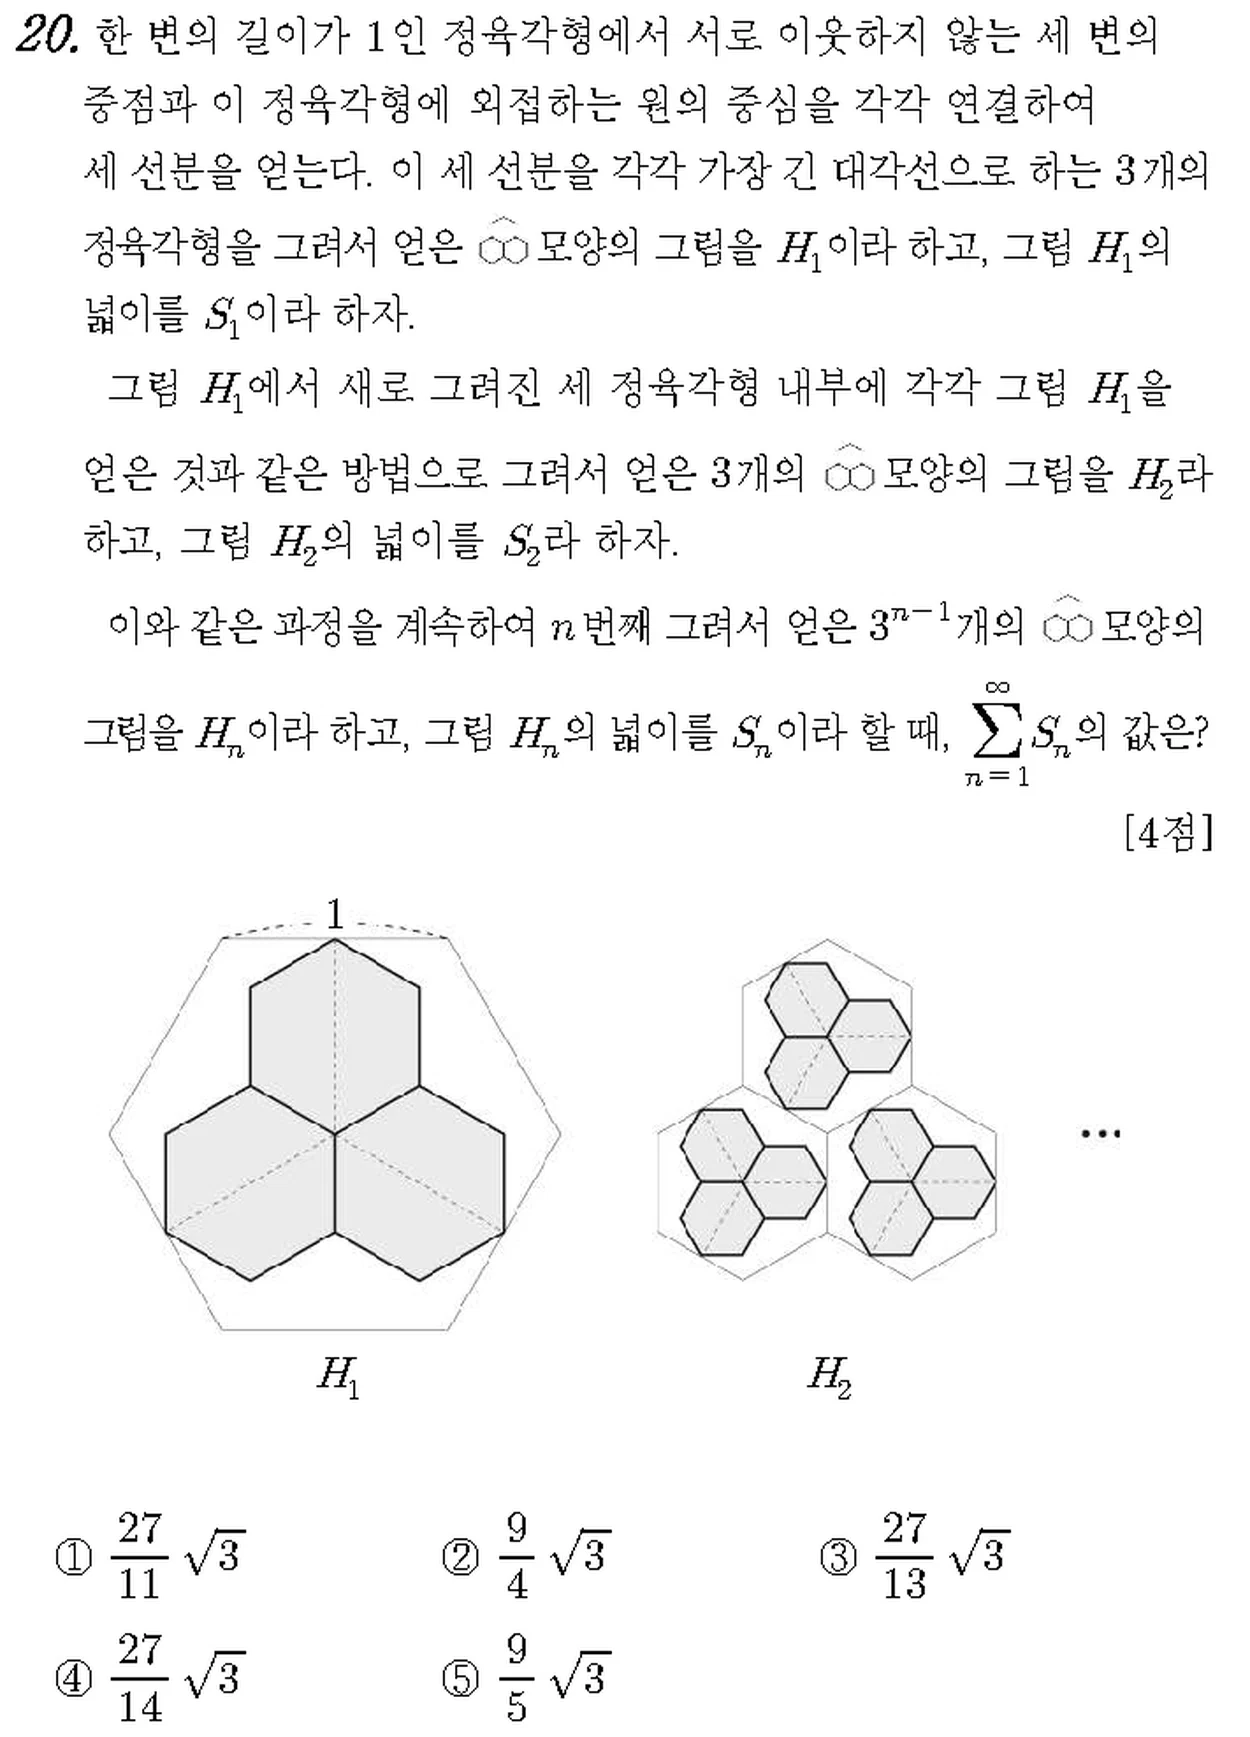 20. 한 변의 길이가 1인 정육각형에서 서로 이웃하지 않는 세 변의
중점과 이 정육각형에 외접하는 원의 중심을 각각 연결하여
세 선분을 얻는다. 이 세 선분을 각각 가장 긴 대각선으로 하는 3개의
정육각형을 그려서 얻은 모양의 그림을 H₁이라 하고, 그림 H₁의
넓이를 S₁이라 하자.
그림 H₁에서 새로 그려진 세 정육각형 내부에 각각 그림 H₁을
얻은 것과 같은 방법으로 그려서 얻은 3개의 모양의 그림을 H₂라
하고, 그림 H₂의 넓이를 S₂라 하자.
이와 같은 과정을 계속하여 n번째 그려서 얻은 3ⁿ⁻¹개의 모양의
그림을 Hₙ이라 하고, 그림 Hₙ의 넓이를 Sₙ이라 할 때, ∑_{n=1}^{∞} Sₙ의 값은?
[4점]
1
...
H₁ H₂
① 27/11 √3 ② 9/4 √3 ③ 27/13 √3
④ 27/14 √3 ⑤ 9/5 √3